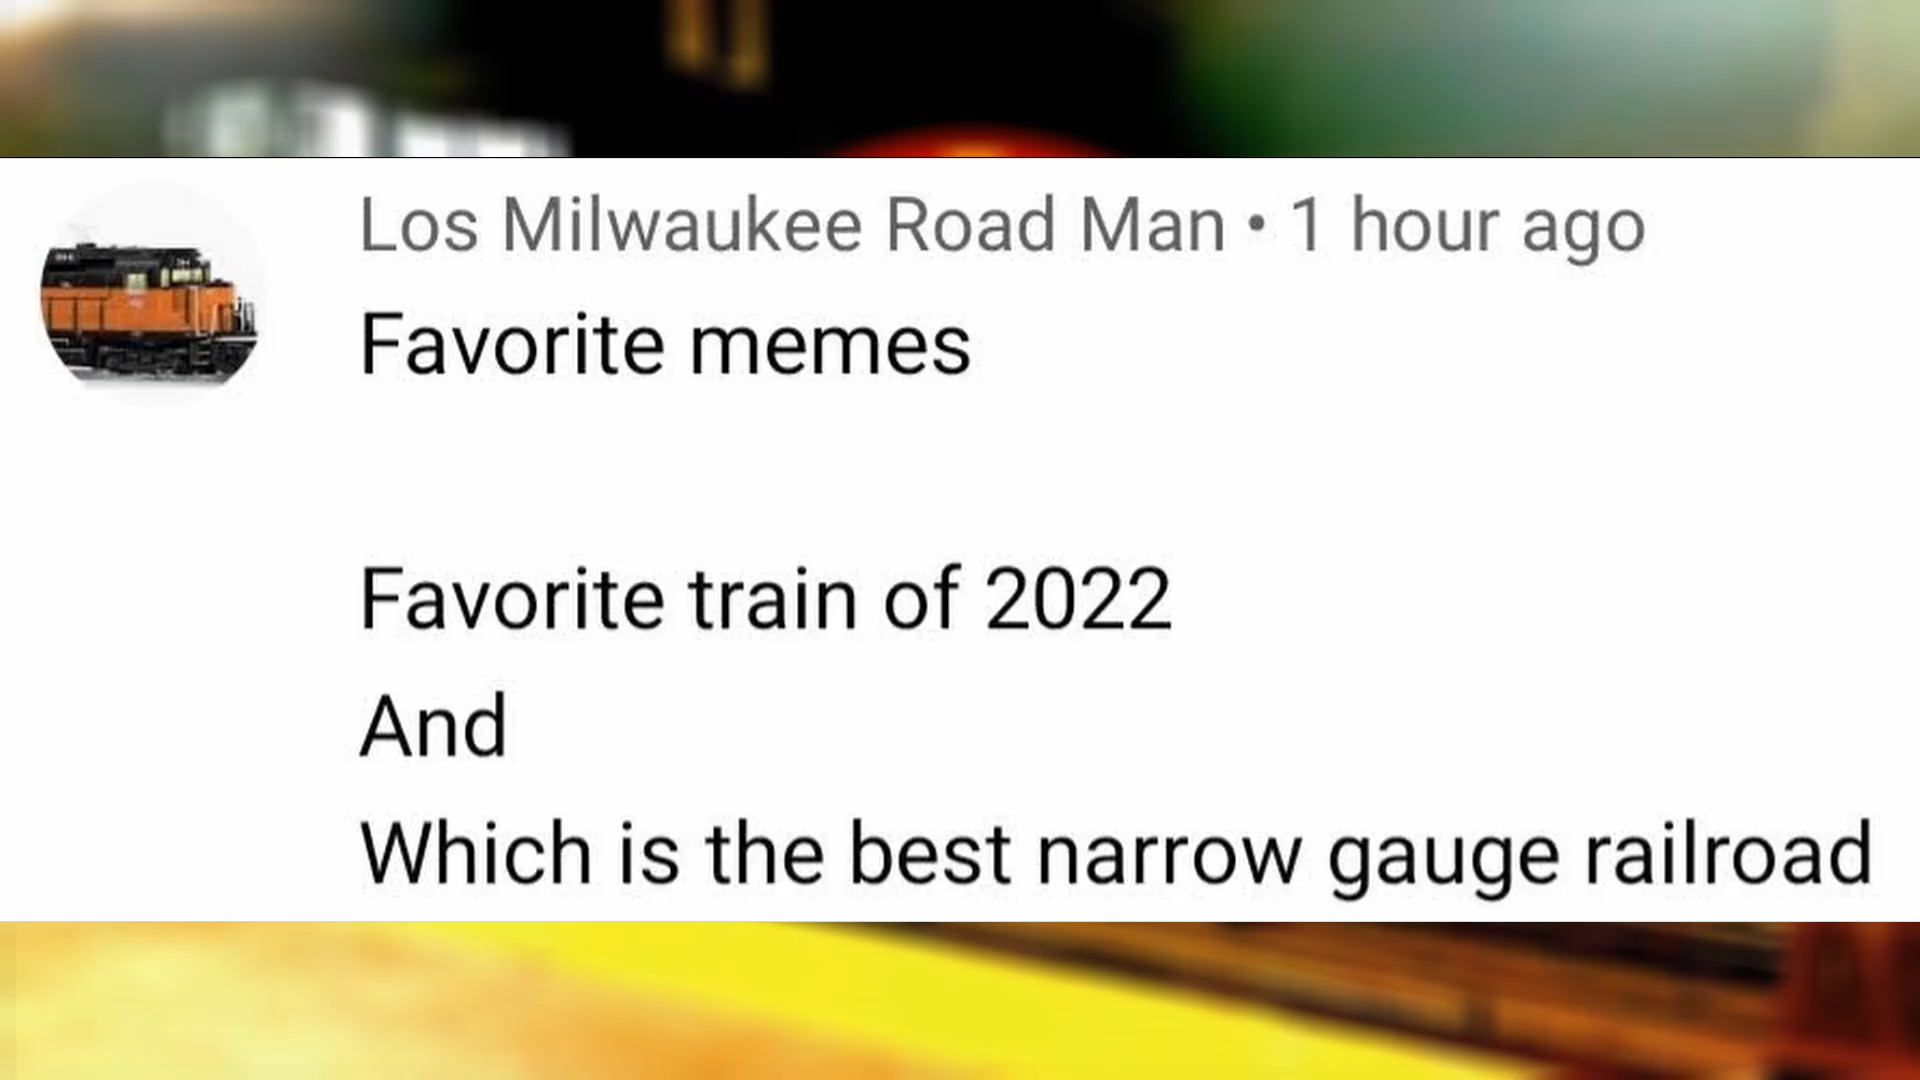 Los Milwaukee Road Man • 1 hour ago
Favorite memes
Favorite train of 2022
And
Which is the best narrow gauge railroad